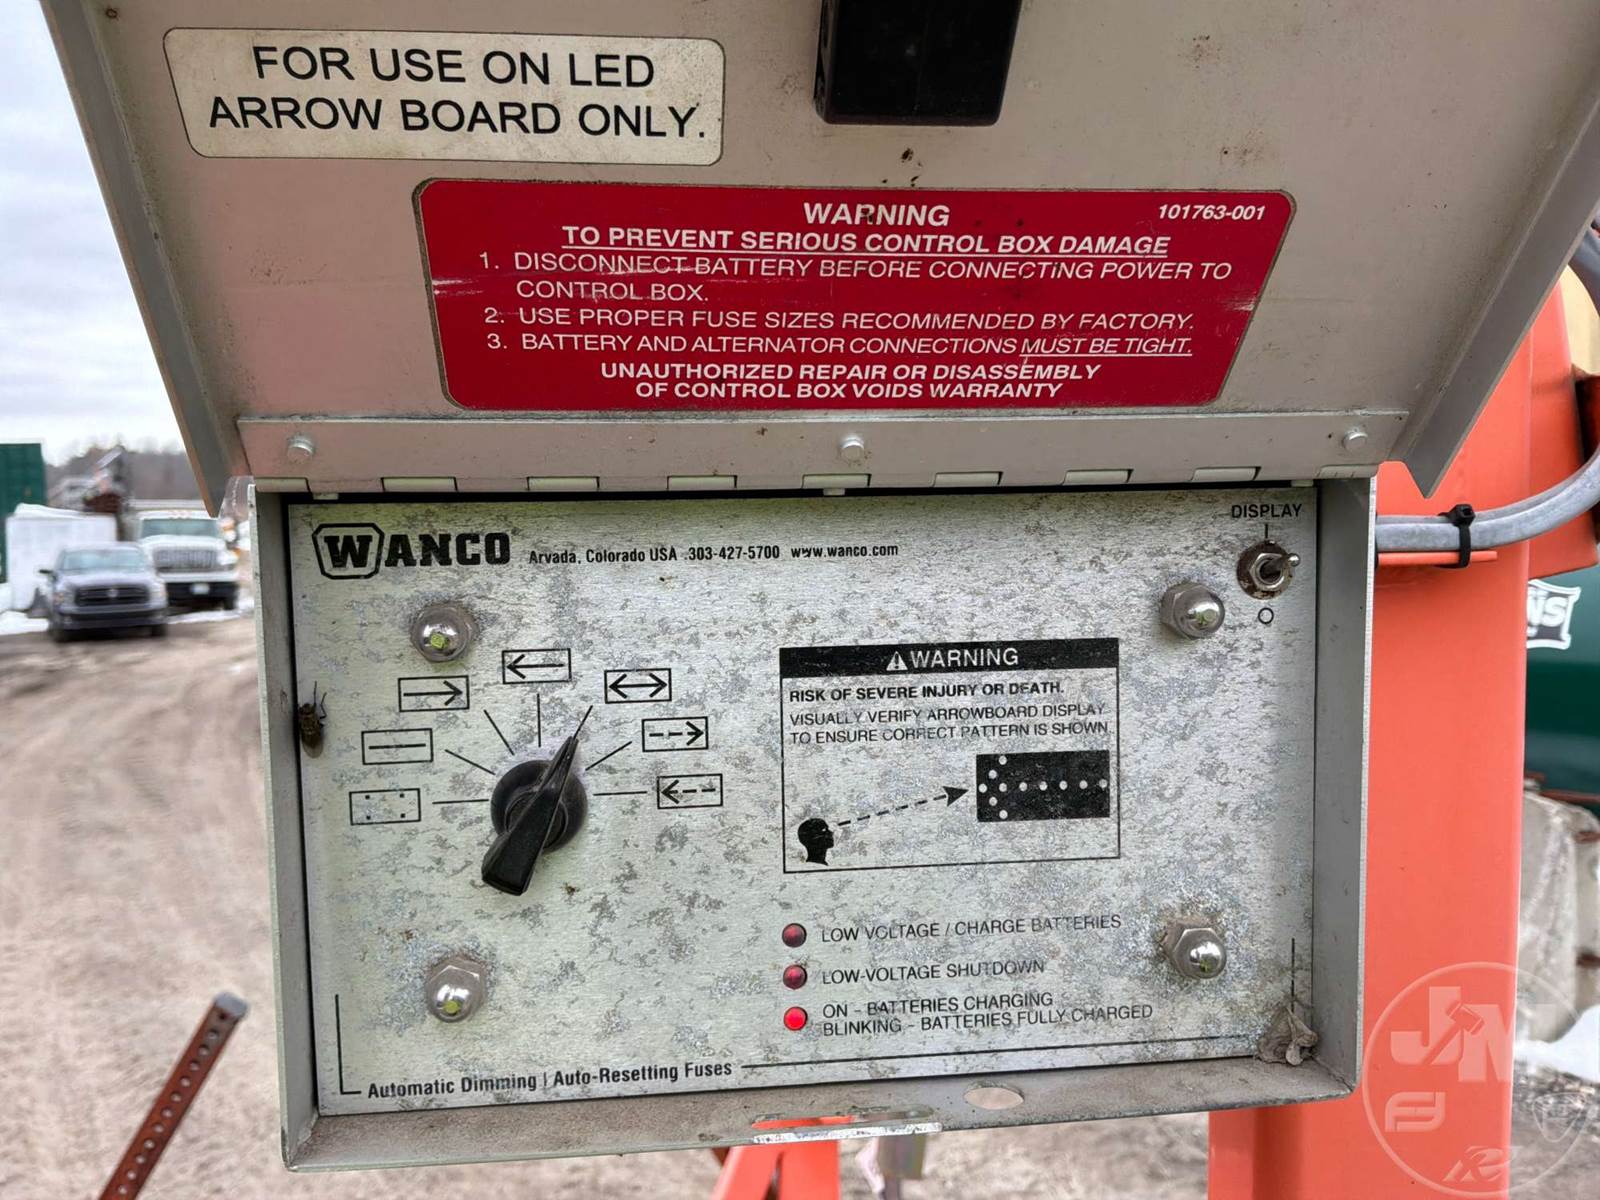 FOR USE ON LED
ARROW BOARD ONLY.
WARNING
101763-001
TO PREVENT SERIOUS CONTROL BOX DAMAGE
1. DISCONNECT BATTERY BEFORE CONNECTING POWER TO
CONTROL BOX.
2. USE PROPER FUSE SIZES RECOMMENDED BY FACTORY.
3. BATTERY AND ALTERNATOR CONNECTIONS MUST BE TIGHT.
UNAUTHORIZED REPAIR OR DISASSEMBLY
OF CONTROL BOX VOIDS WARRANTY
DISPLAY
WANCO Arvada, Colorado USA .303-427-5700 www.wanco.com
WARNING
RISK OF SEVERE INJURY OR DEATH.
VISUALLY VERIFY ARROWBOARD DISPLAY
TO ENSURE CORRECT PATTERN IS SHOWN
LOW VOLTAGE / CHARGE BATTERIES
LOW-VOLTAGE SHUTDOWN
ON - BATTERIES CHARGING
BLINKING - BATTERIES FULLY CHARGED
Automatic Dimming | Auto-Resetting Fuses
JM